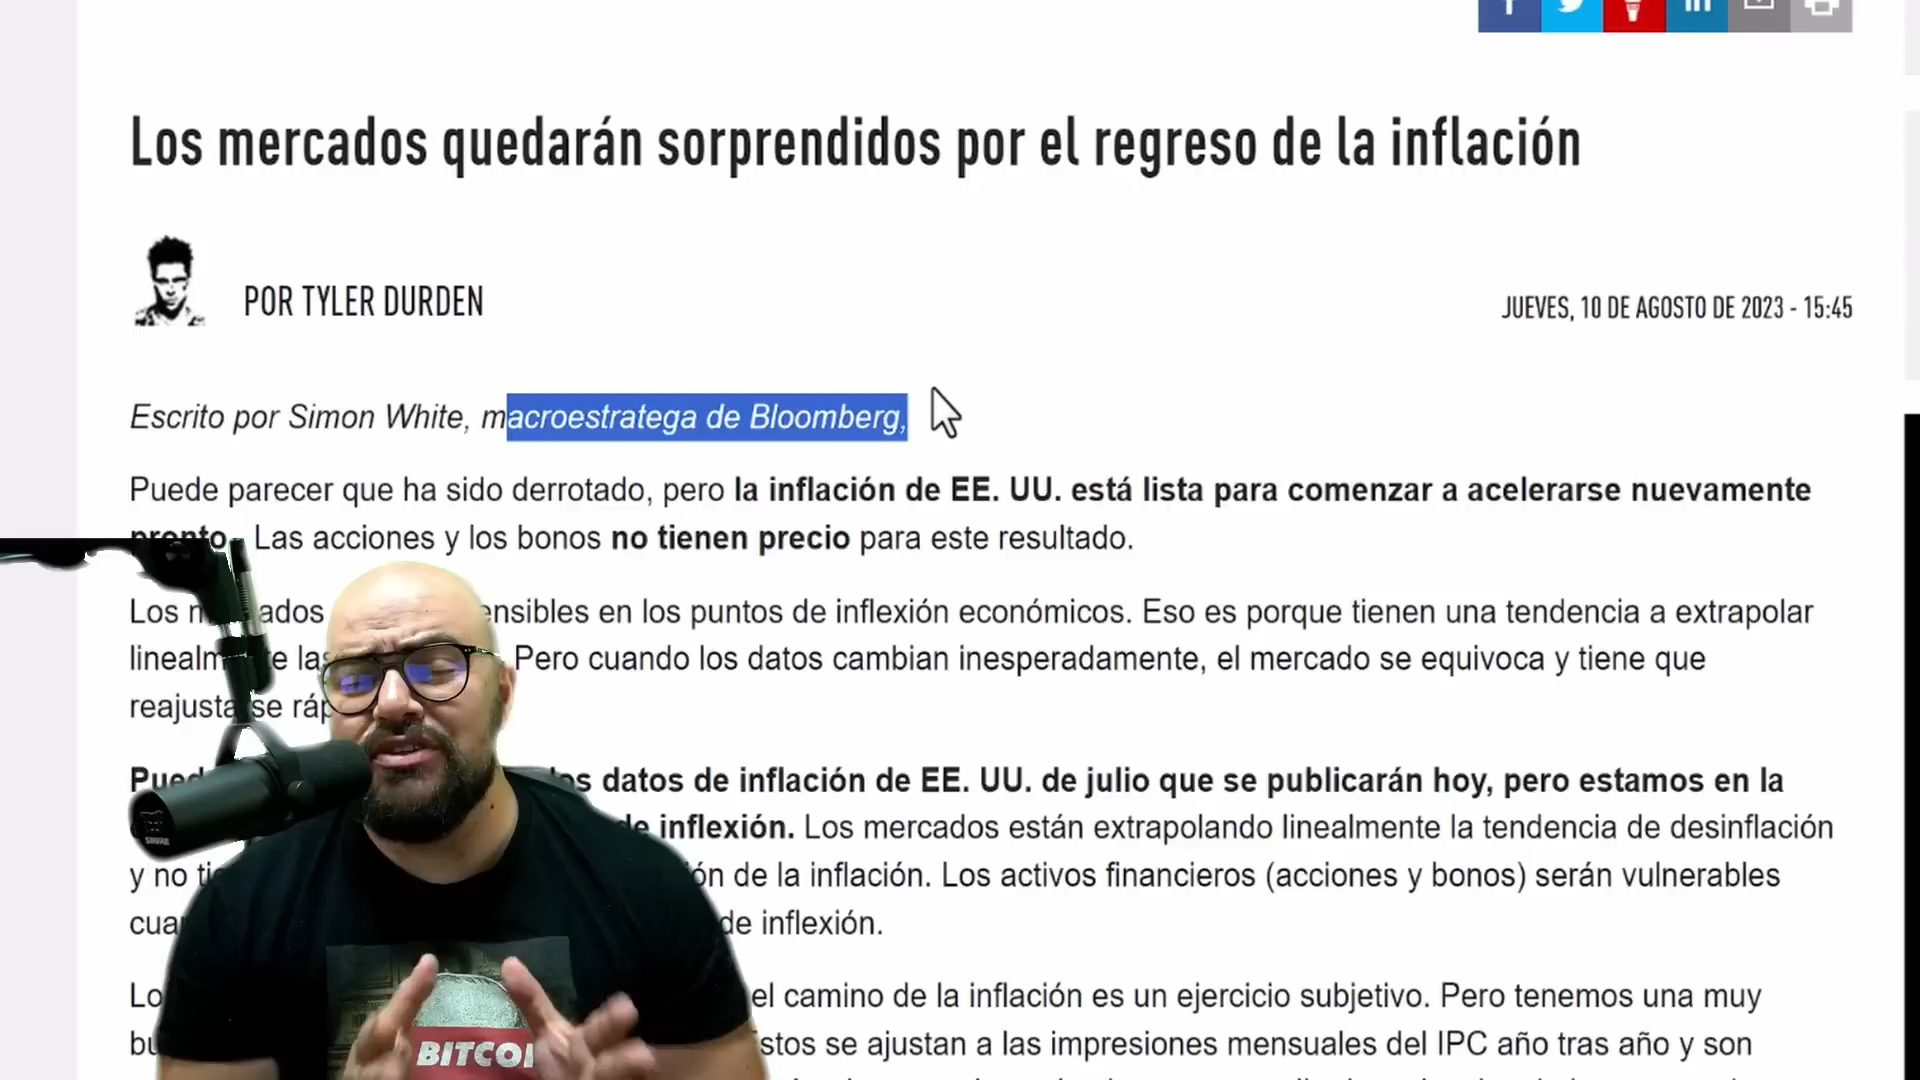 Los mercados quedarán sorprendidos por el regreso de la inflación
POR TYLER DURDEN
JUEVES, 10 DE AGOSTO DE 2023 - 15:45
Escrito por Simon White, macroestratega de Bloomberg,
Puede parecer que ha sido derrotado, pero la inflación de EE. UU. está lista para comenzar a acelerarse nuevamente
pronto. Las acciones y los bonos no tienen precio para este resultado.
Los en los puntos de inflexión económicos. Eso es porque tienen una tendencia a extrapolar
Pero cuando los datos cambian inesperadamente, el mercado se equivoca y tiene que
se
datos de inflación de EE. UU. de julio que se publicarán hoy, pero estamos en la
de inflexión. Los mercados están extrapolando linealmente la tendencia de desinflación
y no de la inflación. Los activos financieros (acciones y bonos) serán vulnerables
de inflexión.
el camino de la inflación es un ejercicio subjetivo. Pero tenemos una muy
se ajustan a las impresiones mensuales del IPC año tras año y son
SHURE